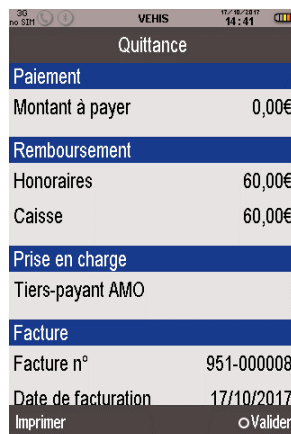 3G
no SIM
VEHIS
17/10/2017
14:41
Quittance
Paiement
Montant à payer 0,00€
Remboursement
Honoraires 60,00€
Caisse 60,00€
Prise en charge
Tiers-payant AMO
Facture
Facture n° 951-000008
Date de facturation 17/10/2017
Imprimer Valider